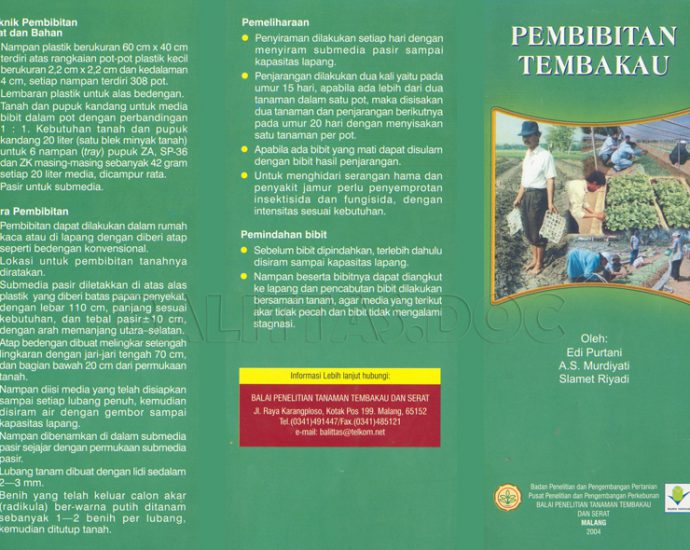 knik Pembibitan
at dan Bahan
Nampan plastik berukuran 60 cm x 40 cm
terdiri atas rangkaian pot-pot plastik kecil
berukuran 2,2 cm x 2,2 cm dan kedalaman
4 cm, setiap nampan terdiri 308 pot.
Lembaran plastik untuk alas bedengan.
Tanah dan pupuk kandang untuk media
bibit dalam pot dengan perbandingan
1 : 1. Kebutuhan tanah dan pupuk
kandang 20 liter (satu blek minyak tanah)
untuk 6 nampan (tray) pupuk ZA, SP-36
dan ZK masing-masing sebanyak 42 gram
setiap 20 liter media, dicampur rata.
Pasir untuk submedia.
ra Pembibitan
Pembibitan dapat dilakukan dalam rumah
kaca atau di lapang dengan diberi atap
seperti bedengan konvensional.
Lokasi untuk pembibitan tanahnya
diratakan.
Submedia pasir diletakkan di atas alas
plastik yang diberi batas papan penyekat,
dengan lebar 110 cm, panjang sesuai
kebutuhan, dan tebal pasir±10 cm,
dengan arah memanjang utara–selatan.
Atap bedengan dibuat melingkar setengah
lingkaran dengan jari-jari tengah 70 cm,
dan bagian bawah 20 cm dari permukaan
tanah.
Nampan diisi media yang telah disiapkan
sampai setiap lubang penuh, kemudian
disiram air dengan gembor sampai
kapasitas lapang.
Nampan dibenamkan di dalam submedia
pasir sejajar dengan permukaan submedia
pasir.
Lubang tanam dibuat dengan lidi sedalam
2—3 mm.
Benih yang telah keluar calon akar
(radikula) ber-warna putih ditanam
sebanyak 1—2 benih per lubang,
kemudian ditutup tanah.
Pemeliharaan
Penyiraman dilakukan setiap hari dengan
menyiram submedia pasir sampai
kapasitas lapang.
Penjarangan dilakukan dua kali yaitu pada
umur 15 hari, apabila ada lebih dari dua
tanaman dalam satu pot, maka disisakan
dua tanaman dan penjarangan berikutnya
pada umur 20 hari dengan menyisakan
satu tanaman per pot.
Apabila ada bibit yang mati dapat disulam
dengan bibit hasil penjarangan.
Untuk menghidari serangan hama dan
penyakit jamur perlu penyemprotan
insektisida dan fungisida, dengan
intensitas sesuai kebutuhan.
Pemindahan bibit
Sebelum bibit dipindahkan, terlebih dahulu
disiram sampai kapasitas lapang.
Nampan beserta bibitnya dapat diangkut
ke lapang dan pencabutan bibit dilakukan
bersamaan tanam, agar media yang terikut
akar tidak pecah dan bibit tidak mengalami
stagnasi.
Informasi Lebih lanjut hubungi:
BALAI PENELITIAN TANAMAN TEMBAKAU DAN SERAT
Jl. Raya Karangploso, Kotak Pos 199. Malang, 65152
Tel.(0341)491447/Fax.(0341)485121
e-mail: balittas@telkom.net
PEMBIBITAN
TEMBAKAU
Oleh:
Edi Purtani
A.S. Murdiyati
Slamet Riyadi
Badan Penelitian dan Pengembangan Pertanian
Pusat Penelitian dan Pengembangan Perkebunan
BALAI PENELITIAN TANAMAN TEMBAKAU
DAN SERAT
MALANG
2004
BALITTAS.DOC